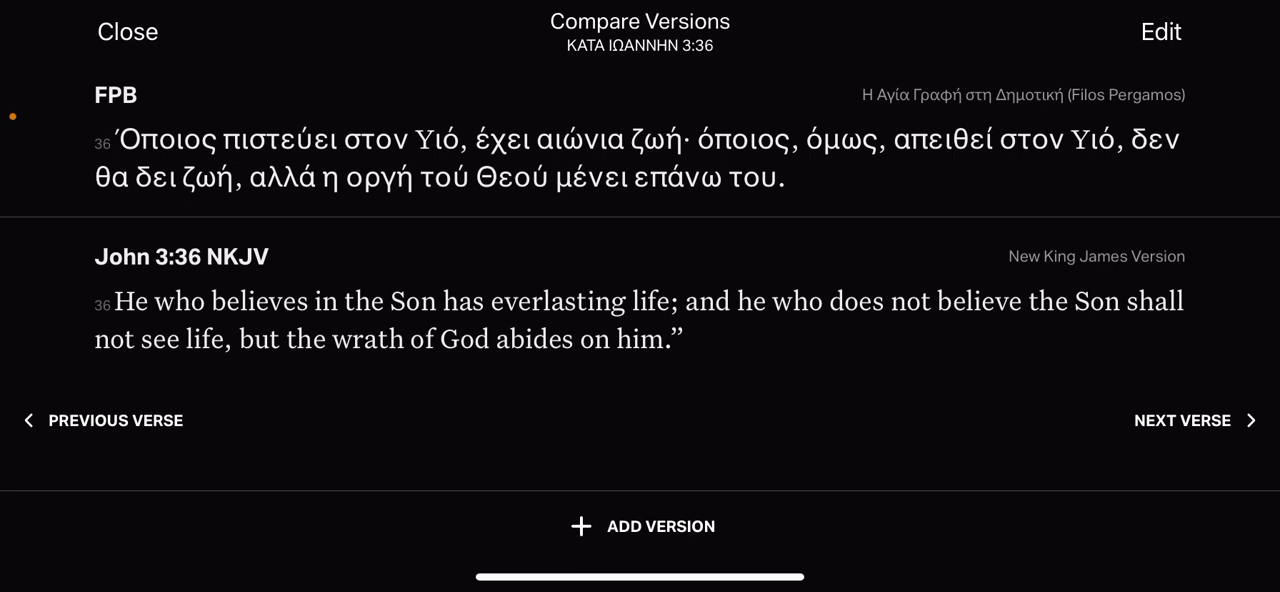 Close
Compare Versions
Edit
ΚΑΤΑ ΙΩΑΝΝΗΝ 3:36
FPB
Η Αγία Γραφή στη Δημοτική (Filos Pergamos)
36 Όποιος πιστεύει στον Υιό, έχει αιώνια ζωή· όποιος, όμως, απειθεί στον Υιό, δεν
θα δει ζωή, αλλά η οργή τού Θεού μένει επάνω του.
John 3:36 NKJV
New King James Version
36 He who believes in the Son has everlasting life; and he who does not believe the Son shall
not see life, but the wrath of God abides on him.”
PREVIOUS VERSE
NEXT VERSE
ADD VERSION